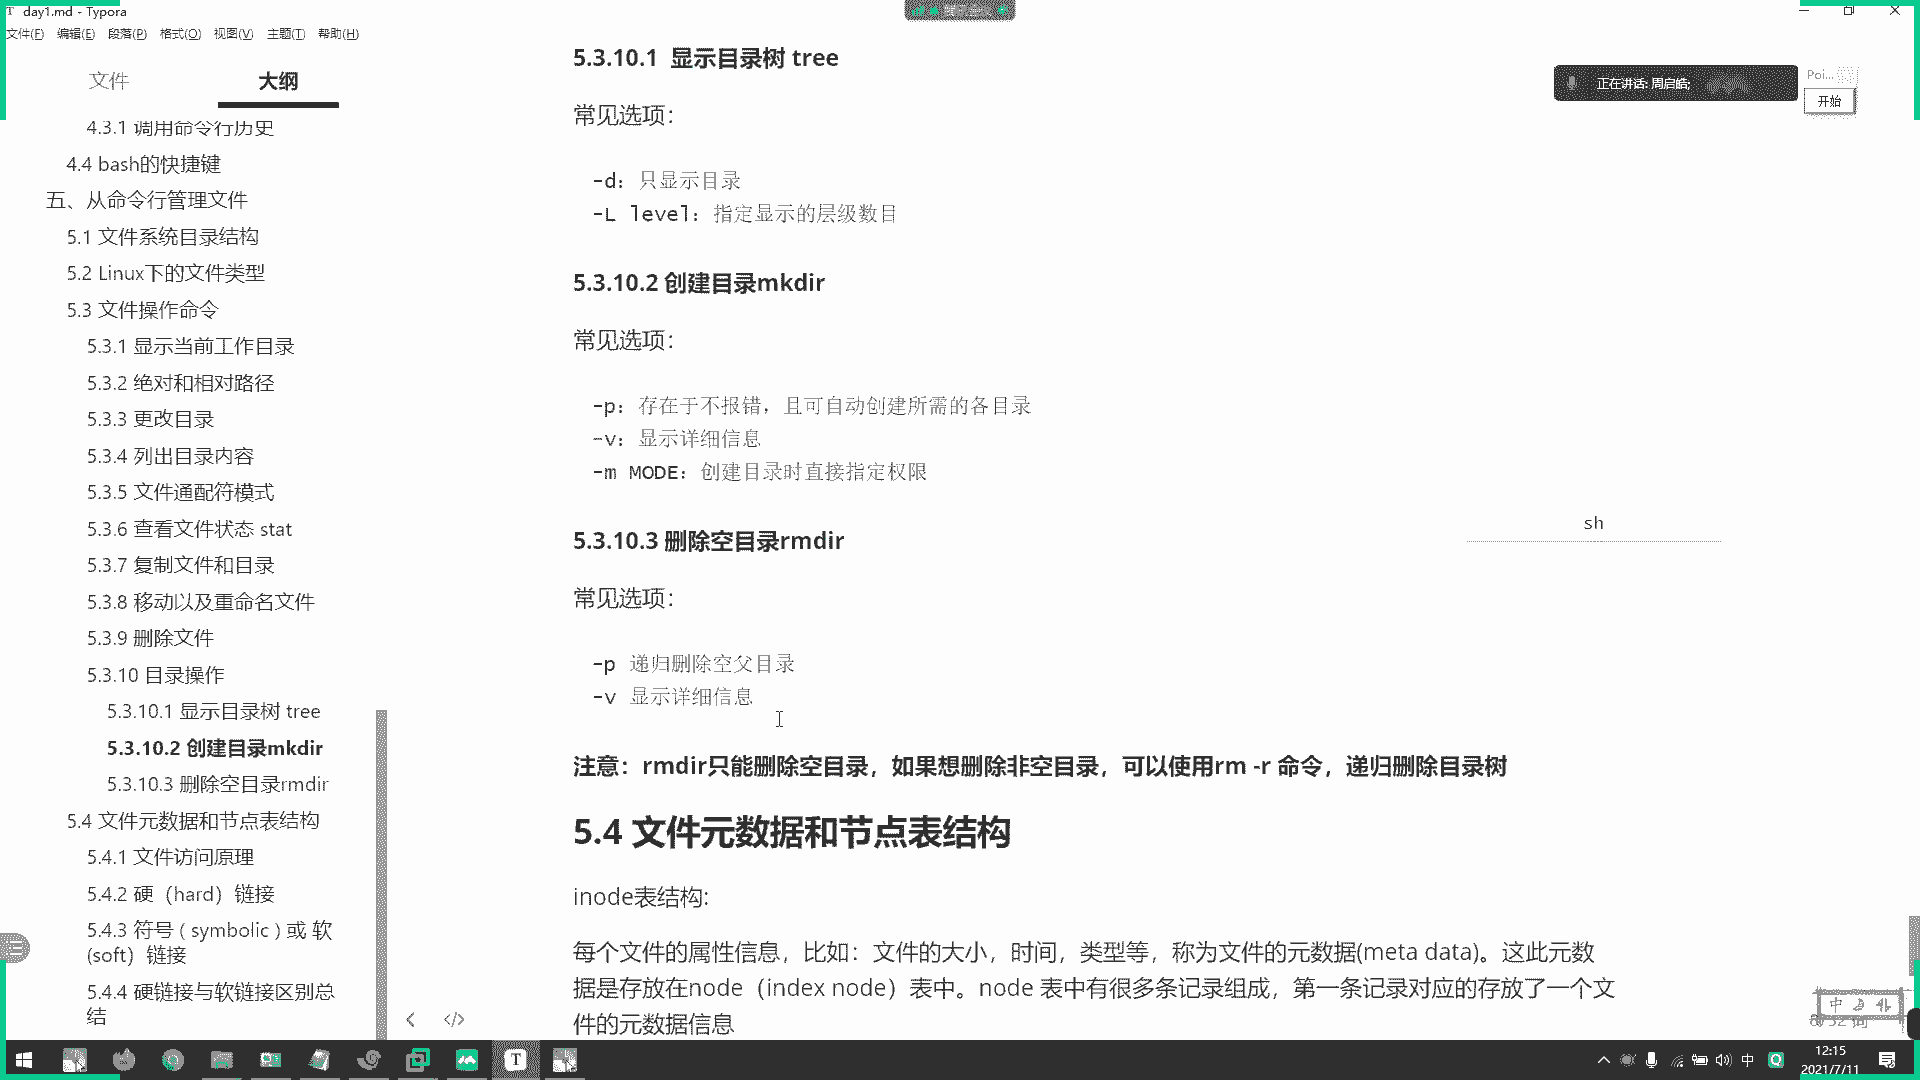 day1.md - Typora
文件(F) 编辑(E) 段落(P) 格式(O) 视图(V) 主题(T) 帮助(H)
文件
大纲
4.3.1 调用命令行历史
4.4 bash的快捷键
五、从命令行管理文件
5.1 文件系统目录结构
5.2 Linux下的文件类型
5.3 文件操作命令
5.3.1 显示当前工作目录
5.3.2 绝对和相对路径
5.3.3 更改目录
5.3.4 列出目录内容
5.3.5 文件通配符模式
5.3.6 查看文件状态 stat
5.3.7 复制文件和目录
5.3.8 移动以及重命名文件
5.3.9 删除文件
5.3.10 目录操作
5.3.10.1 显示目录树 tree
5.3.10.2 创建目录mkdir
5.3.10.3 删除空目录rmdir
5.4 文件元数据和节点表结构
5.4.1 文件访问原理
5.4.2 硬（hard）链接
5.4.3 符号 ( symbolic ) 或 软
(soft）链接
5.4.4 硬链接与软链接区别总
结
5.3.10.1 显示目录树 tree
常见选项：
-d：只显示目录
-L level：指定显示的层级数目
5.3.10.2 创建目录mkdir
常见选项：
-p：存在于不报错，且可自动创建所需的各目录
-v：显示详细信息
-m MODE：创建目录时直接指定权限
5.3.10.3 删除空目录rmdir
常见选项：
-p 递归删除空父目录
-v 显示详细信息
sh
注意：rmdir只能删除空目录，如果想删除非空目录，可以使用rm -r 命令，递归删除目录树
5.4 文件元数据和节点表结构
inode表结构:
每个文件的属性信息，比如：文件的大小，时间，类型等，称为文件的元数据(meta data)。这此元数
据是存放在node（index node）表中。node 表中有很多条记录组成，第一条记录对应的存放了一个文
件的元数据信息
正在讲话: 周启皓;
Poi...
开始
中
T
中
12:15
2021/7/11